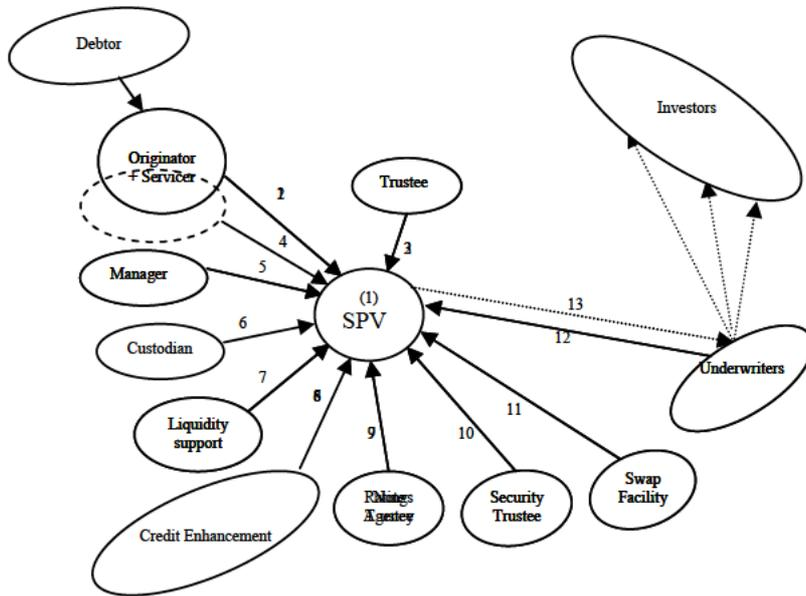 Debtor
Investors
Originator
+ Servicer
2
Trustee
4
3
Manager
5
(1)
SPV
13
Custodian
6
12
Underwriters
7
Liquidity
support
8
9
10
11
Swap
Facility
Security
Trustee
Agency
Credit Enhancement